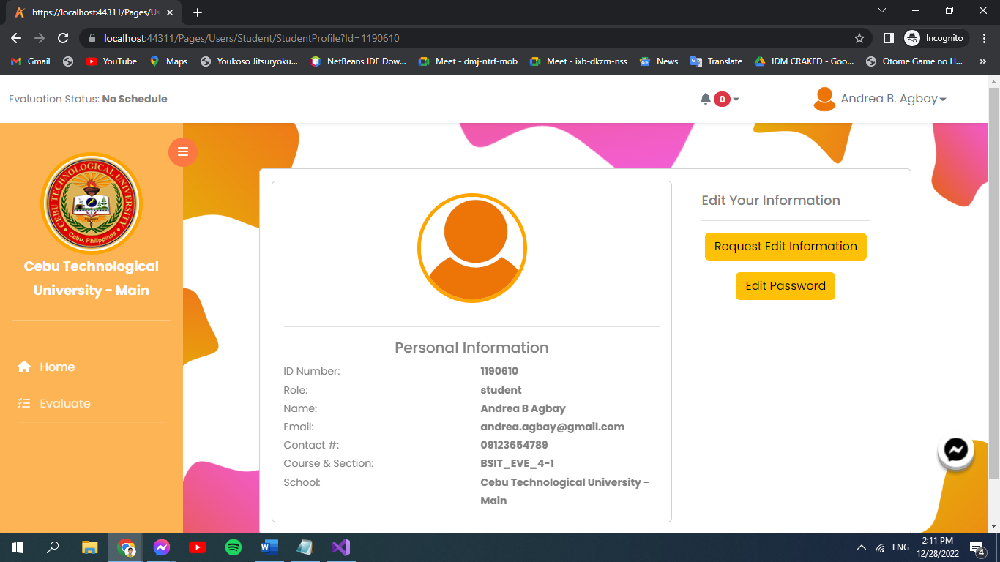 https://localhost:44311/Pages/Us
localhost:44311/Pages/Users/Student/StudentProfile?Id=1190610
Incognito
Gmail
YouTube
Maps
Youkoso Jitsuryoku...
NetBeans IDE Dow...
Meet - dmj-ntrf-mob
Meet - ixb-dkzm-nss
News
Translate
IDM CRAKED - Goo...
Otome Game no H...
»
Evaluation Status: No Schedule
0
Andrea B. Agbay
CEBU TECHNOLOGICAL UNIVERSITY
Cebu, Philippines
Cebu Technological
University - Main
Home
Evaluate
Edit Your Information
Request Edit Information
Edit Password
Personal Information
ID Number: 1190610
Role: student
Name: Andrea B Agbay
Email: andrea.agbay@gmail.com
Contact #: 09123654789
Course & Section: BSIT_EVE_4-1
School: Cebu Technological University -
Main
ENG
2:11 PM
12/28/2022
4